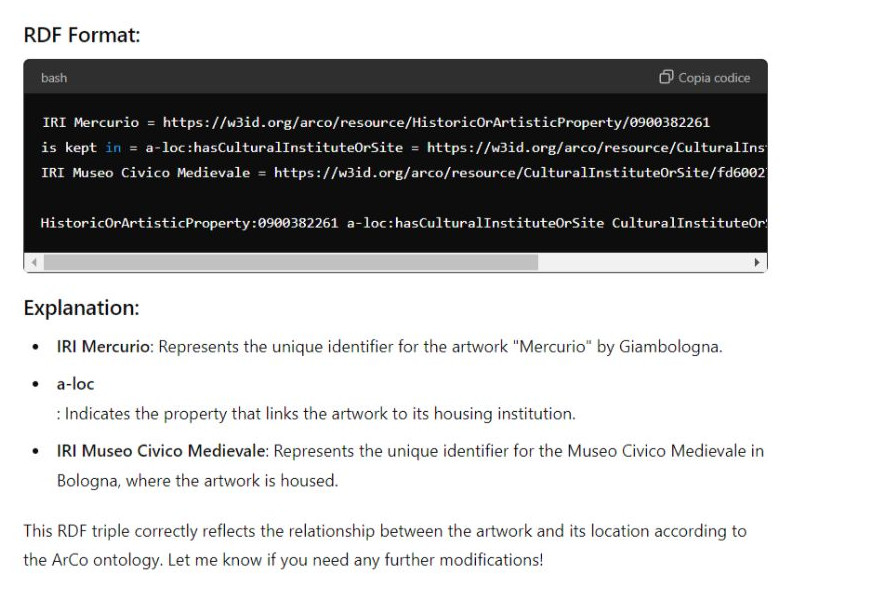 RDF Format:
bash
Copia codice
IRI Mercurio = https://w3id.org/arco/resource/HistoricOrArtisticProperty/0900382261
is kept in = a-loc:hasCulturalInstituteOrSite = https://w3id.org/arco/resource/CulturalIns
IRI Museo Civico Medievale = https://w3id.org/arco/resource/CulturalInstituteOrSite/fd6002
HistoricOrArtisticProperty:0900382261 a-loc:hasCulturalInstituteOrSite CulturalInstituteOr
Explanation:
• IRI Mercurio: Represents the unique identifier for the artwork "Mercurio" by Giambologna.
• a-loc
: Indicates the property that links the artwork to its housing institution.
• IRI Museo Civico Medievale: Represents the unique identifier for the Museo Civico Medievale in
Bologna, where the artwork is housed.
This RDF triple correctly reflects the relationship between the artwork and its location according to
the ArCo ontology. Let me know if you need any further modifications!